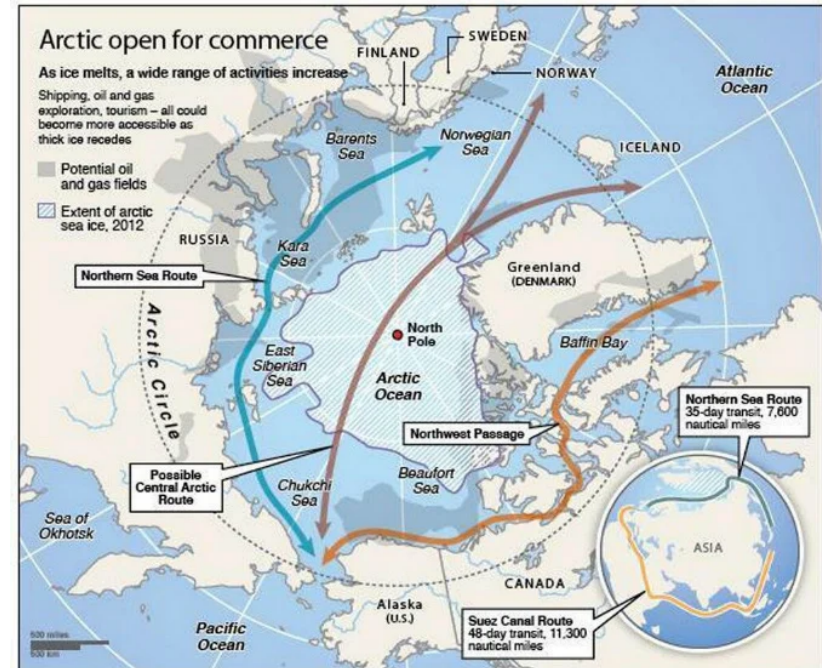 Arctic open for commerce
As ice melts, a wide range of activities increase
Shipping, oil and gas
exploration, tourism – all could
become more accessible as
thick ice recedes
Potential oil
and gas fields
Extent of arctic
sea ice, 2012
FINLAND
SWEDEN
NORWAY
Atlantic
Ocean
Barents
Sea
Norwegian
Sea
ICELAND
RUSSIA
Kara
Sea
Northern Sea Route
Greenland
(DENMARK)
North
Pole
Baffin Bay
East
Siberian
Sea
Arctic
Ocean
Arctic Circle
Northwest Passage
Northern Sea Route
35-day transit, 7,600
nautical miles
Possible
Central Arctic
Route
Chukchi
Sea
Beaufort
Sea
Sea of
Okhotsk
ASIA
CANADA
Alaska
(U.S.)
Suez Canal Route
48-day transit, 11,300
nautical miles
Pacific
Ocean
500 miles
500 km